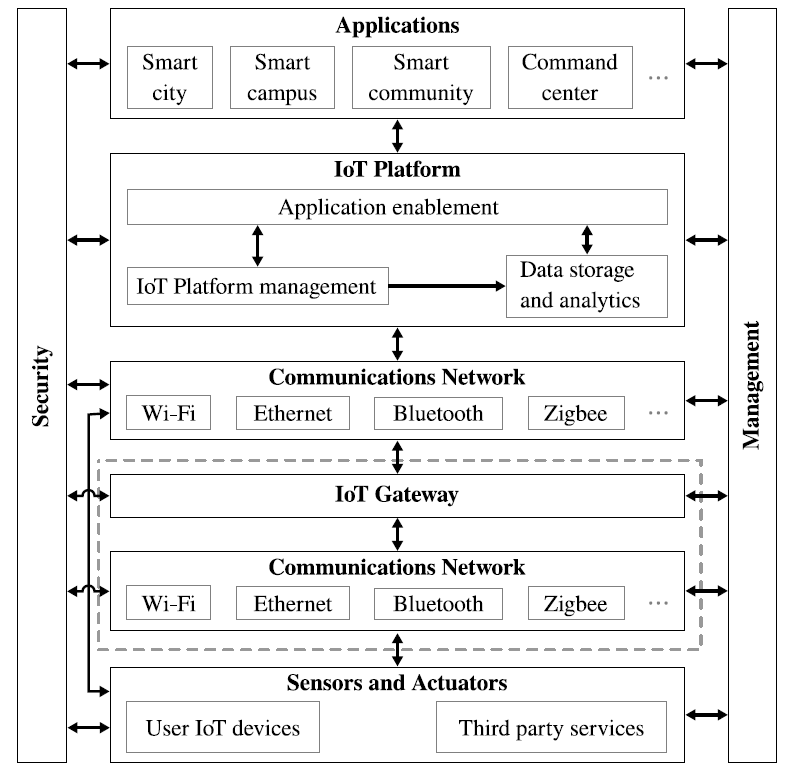 Applications
Smart
city
Smart
campus
Smart
community
Command
center
...
IoT Platform
Application enablement
IoT Platform management
Data storage
and analytics
Security
Management
Communications Network
Wi-Fi
Ethernet
Bluetooth
Zigbee
...
IoT Gateway
Communications Network
Wi-Fi
Ethernet
Bluetooth
Zigbee
...
Sensors and Actuators
User IoT devices
Third party services